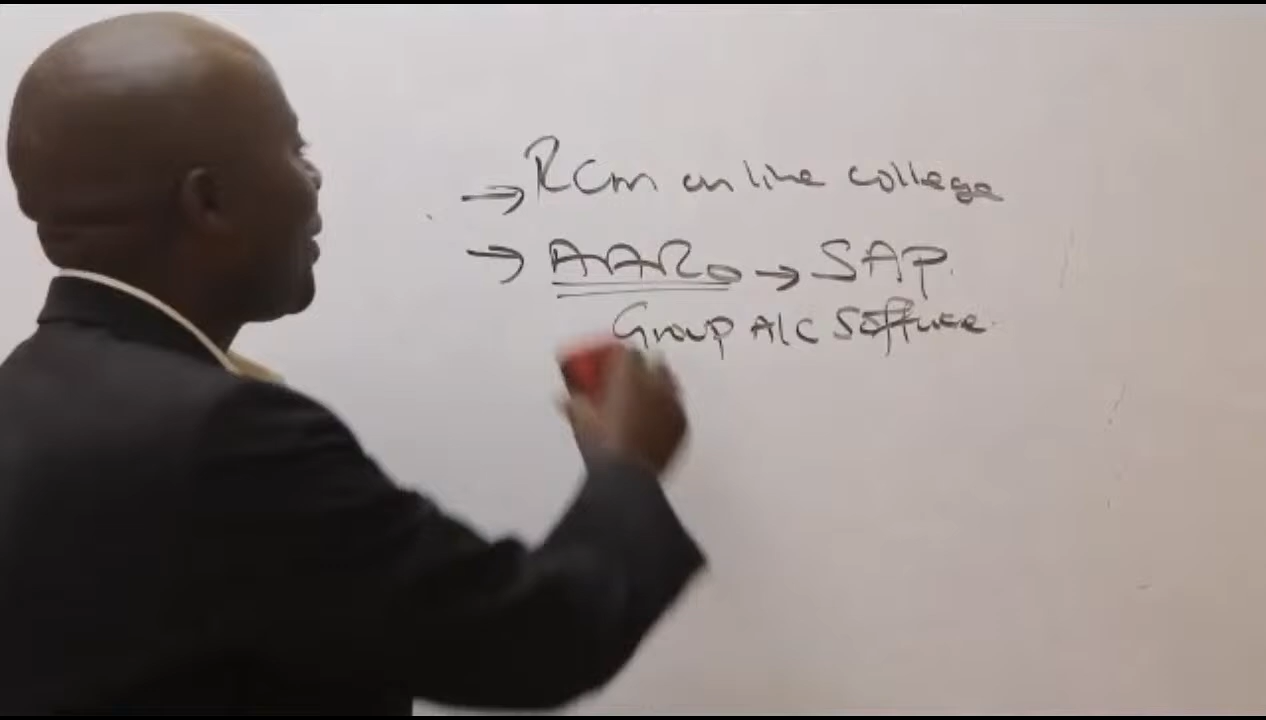 → RCM online college
→ AARO → SAP.
Group A/C Software.